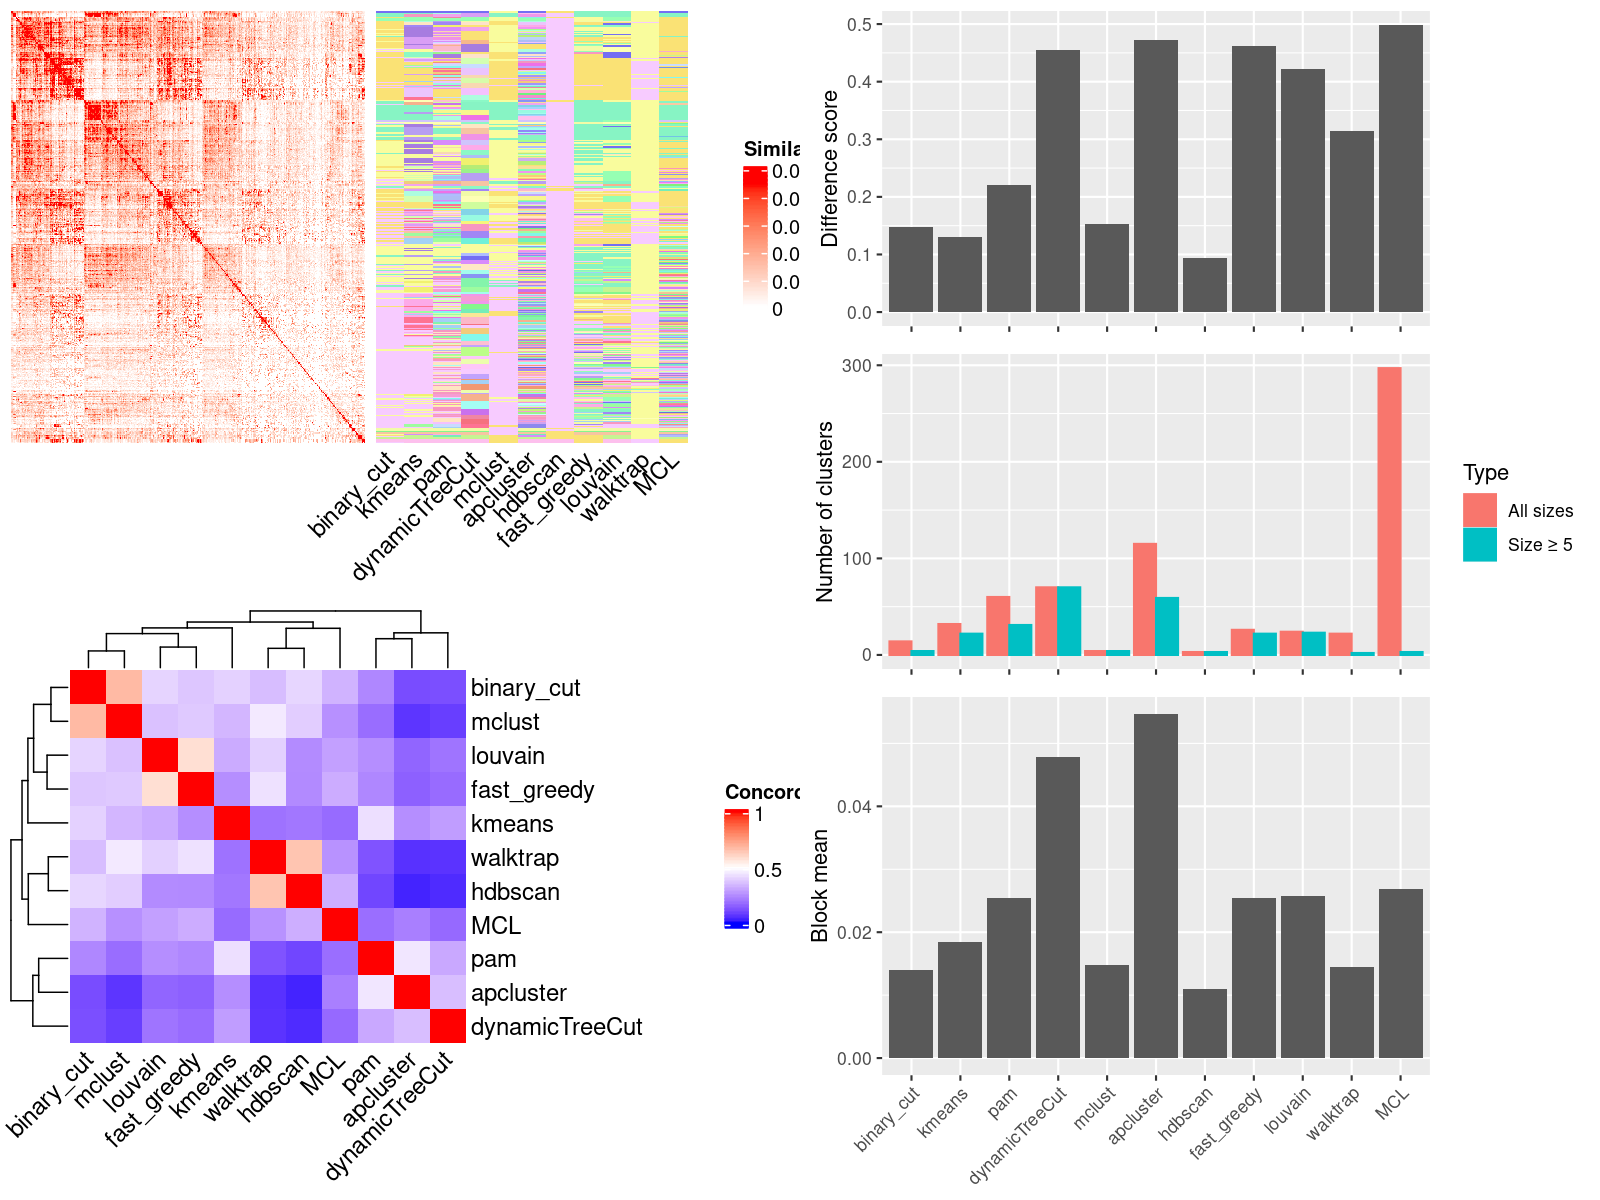 Simila
0.0
0.0
0.0
0.0
0.0
0
binary_cut
kmeans
pam
dynamicTreeCut
mclust
apcluster
hdbscan
fast_greedy
louvain
walktrap
MCL
binary_cut
mclust
louvain
fast_greedy
kmeans
walktrap
hdbscan
MCL
pam
apcluster
dynamicTreeCut
binary_cut
mclust
louvain
fast_greedy
kmeans
walktrap
hdbscan
MCL
pam
apcluster
dynamicTreeCut
Concord
1
0.5
0
Difference score
0.5
0.4
0.3
0.2
0.1
0.0
Number of clusters
300
200
100
0
Type
All sizes
Size ≥ 5
Block mean
0.04
0.02
0.00
binary_cut
kmeans
pam
dynamicTreeCut
mclust
apcluster
hdbscan
fast_greedy
louvain
walktrap
MCL